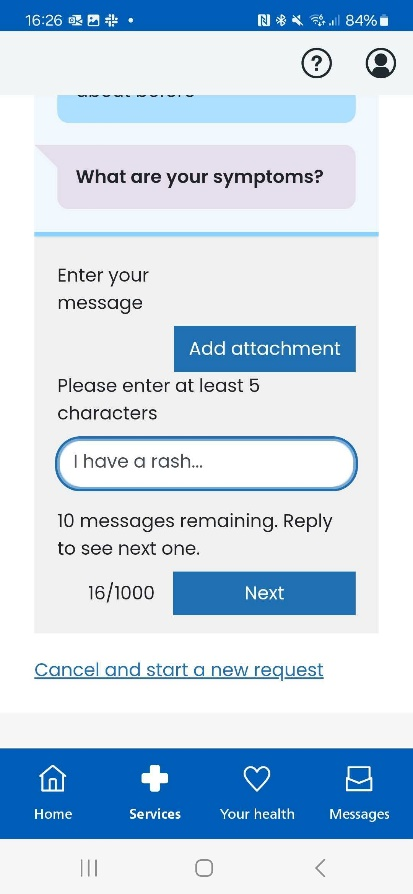 16:26
84%
about before
What are your symptoms?
Enter your
message
Add attachment
Please enter at least 5
characters
I have a rash...
10 messages remaining. Reply
to see next one.
16/1000
Next
Cancel and start a new request
Home
Services
Your health
Messages